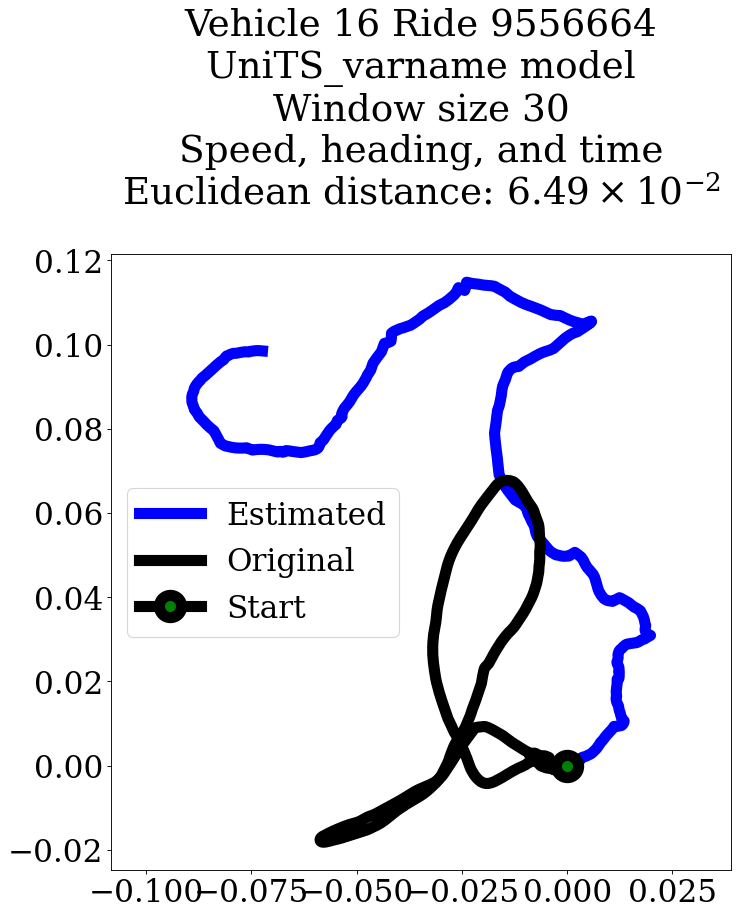 Vehicle 16 Ride 9556664
UniTS_varname model
Window size 30
Speed, heading, and time
Euclidean distance: 6.49 × 10⁻²
0.12
0.10
0.08
0.06
0.04
0.02
0.00
−0.02
Estimated
Original
Start
−0.100 −0.075 −0.050 −0.025 0.000 0.025